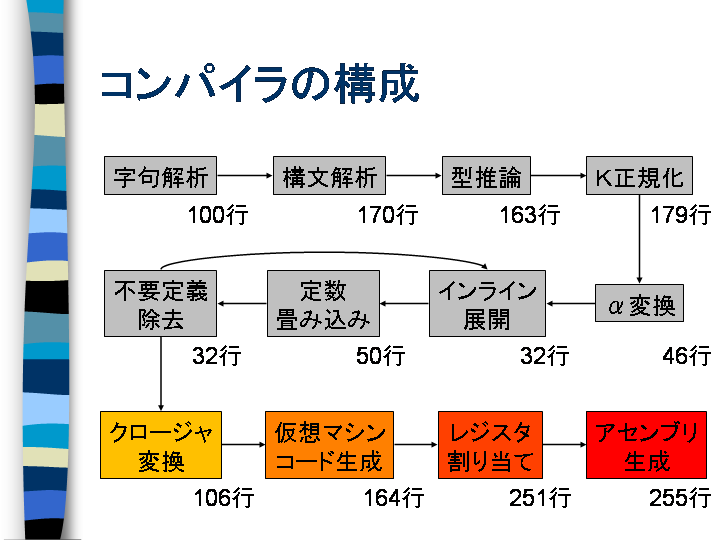 コンパイラの構成
字句解析
構文解析
型推論
K正規化
100行
170行
163行
179行
不要定義
除去
定数
畳み込み
インライン
展開
α変換
32行
50行
32行
46行
クロージャ
変換
仮想マシン
コード生成
レジスタ
割り当て
アセンブリ
生成
106行
164行
251行
255行